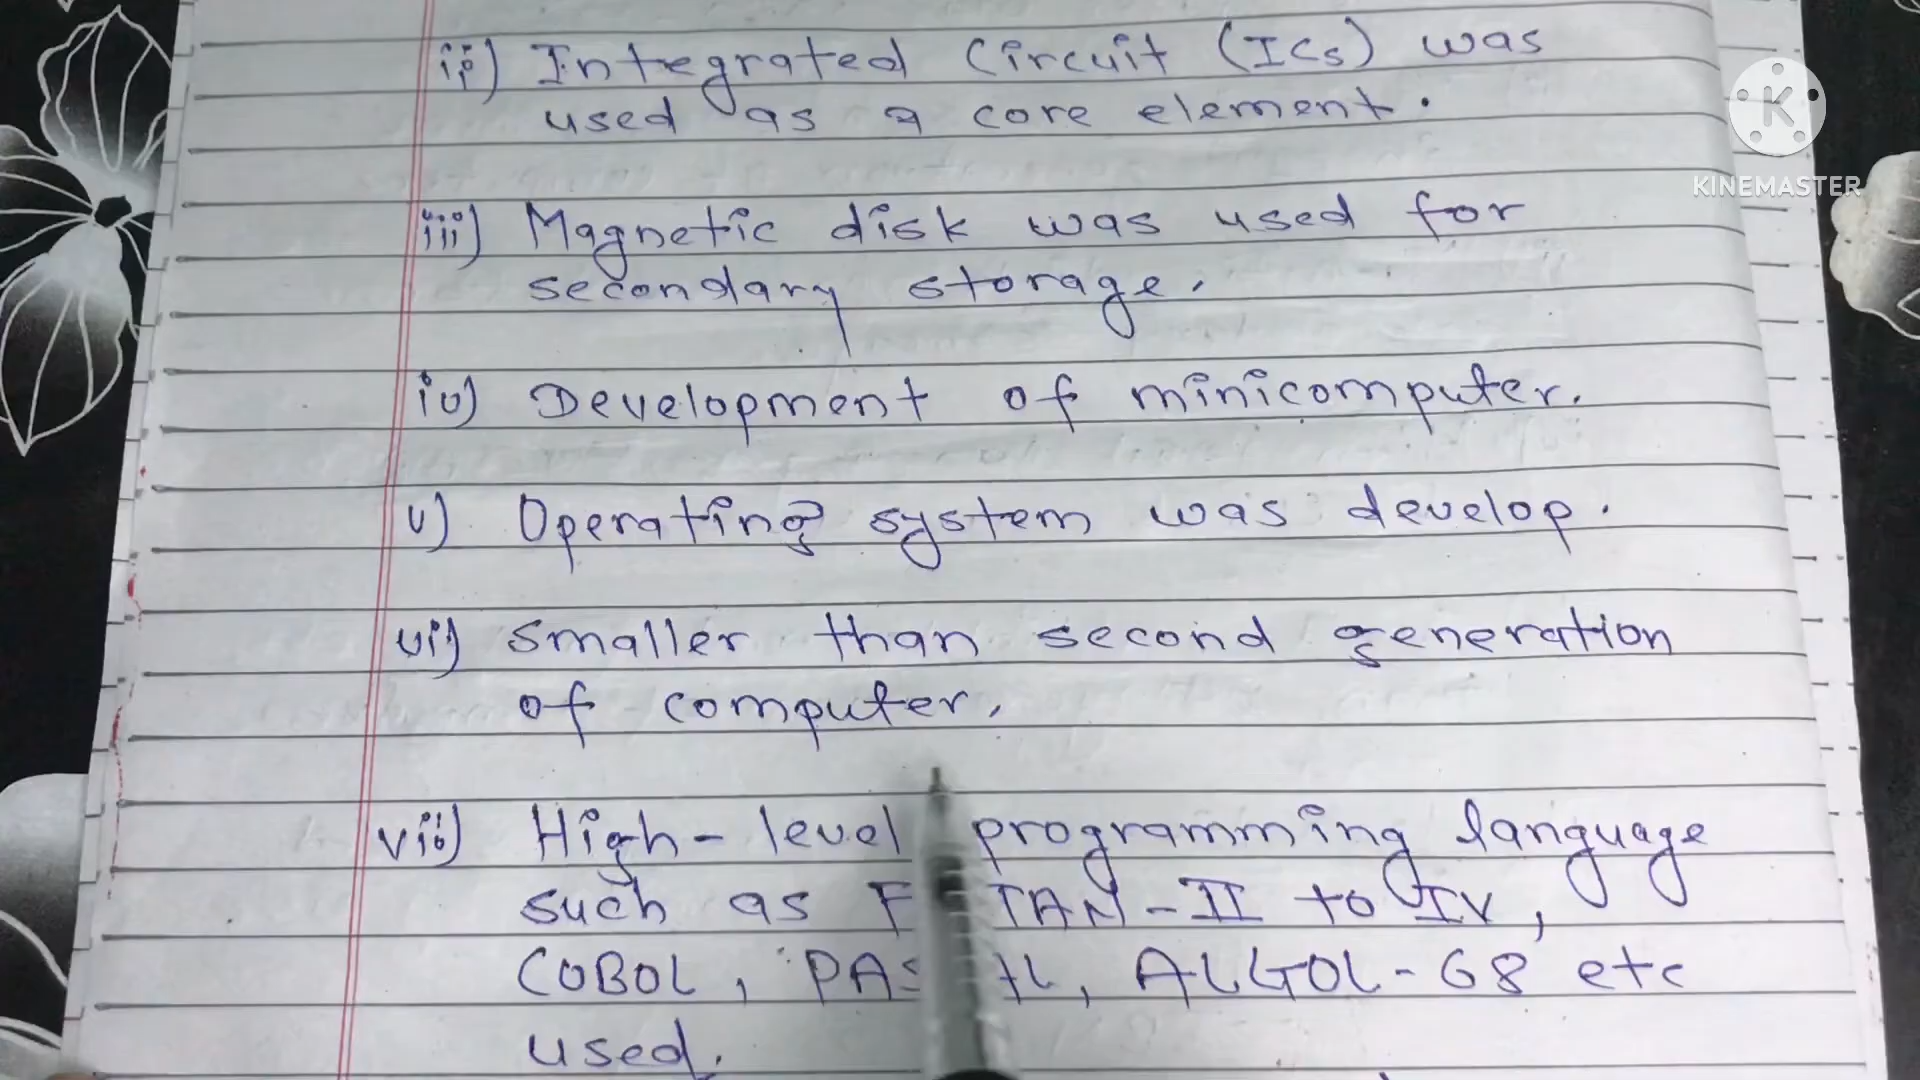 ii) Integrated Circuit (ICs) was
used as a core element.
KINEMASTER
iii) Magnetic disk was used for
secondary storage.
iv) Development of minicomputer.
v) Operating system was develop.
vi) smaller than second generation
of computer.
vii) High-level programming language
such as TAN-II to IV,
COBOL, ALGOL-68 etc
used.